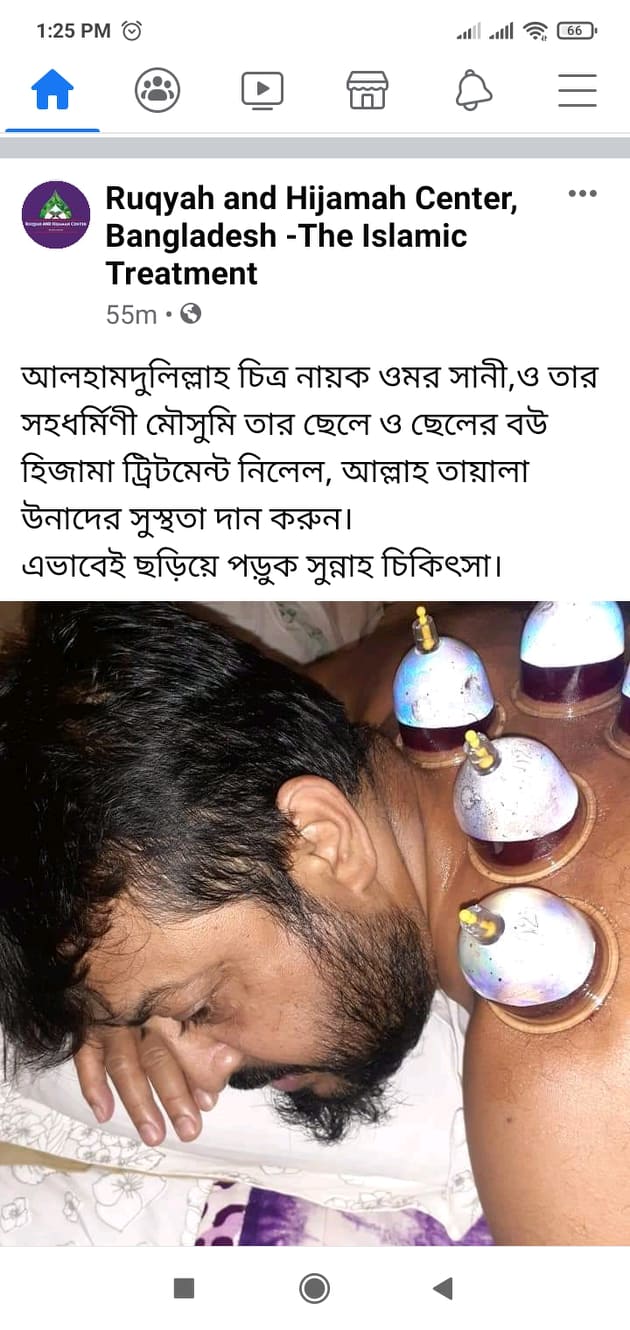 1:25 PM
66
Ruqyah and Hijamah Center,
Bangladesh -The Islamic
Treatment
55m •
আলহামদুলিল্লাহ চিত্র নায়ক ওমর সানী,ও তার
সহধর্মিণী মৌসুমি তার ছেলে ও ছেলের বউ
হিজামা ট্রিটমেন্ট নিলেল, আল্লাহ তায়ালা
উনাদের সুস্থতা দান করুন।
এভাবেই ছড়িয়ে পড়ুক সুন্নাহ চিকিৎসা।